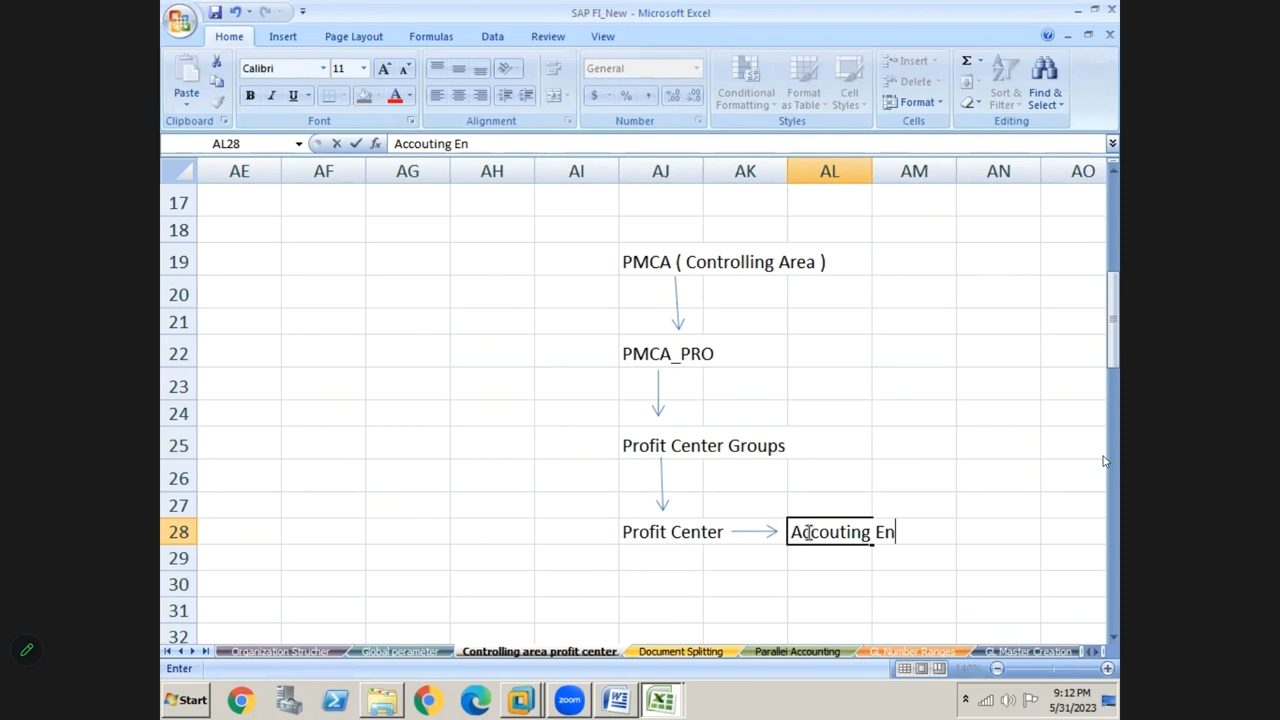 SAP FI_New - Microsoft Excel
Home Insert Page Layout Formulas Data Review View
Paste
Calibri 11
B I U
General
$ %
Conditional Formatting
Format as Table
Cell Styles
Insert
Delete
Format
Sort & Filter
Find & Select
Clipboard Font Alignment Number Styles Cells Editing
AL28 fx Accouting En
AE AF AG AH AI AJ AK AL AM AN AO
17
18
19 PMCA ( Controlling Area )
20
21
22 PMCA_PRO
23
24
25 Profit Center Groups
26
27
28 Profit Center Accouting En
29
30
31
32
Organization Strucher Global perameter Controlling area profit center Document Splitting Parallel Accounting GL Number Ranges GL Master Creation
Enter 140%
Start zoom 9:12 PM
5/31/2023